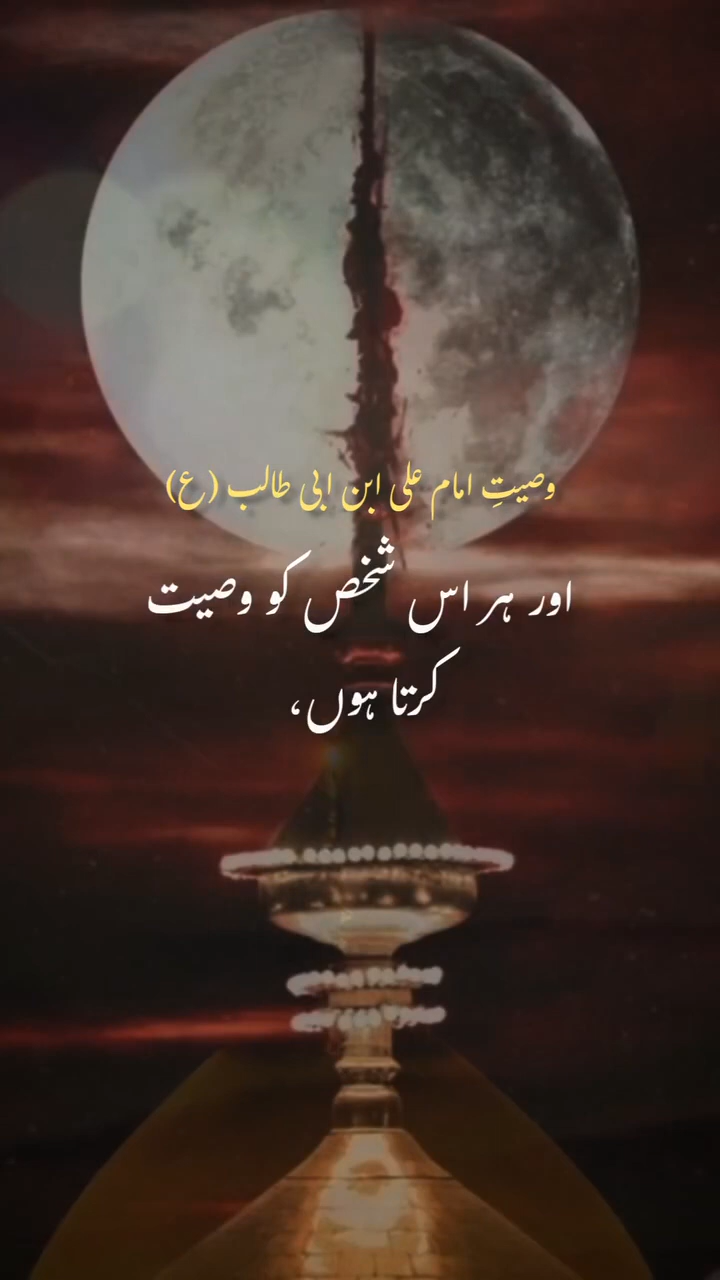 وصیتِ امام علی ابن ابی طالب (ع)
اور ہر اس شخص کو وصیت
کرتا ہوں،